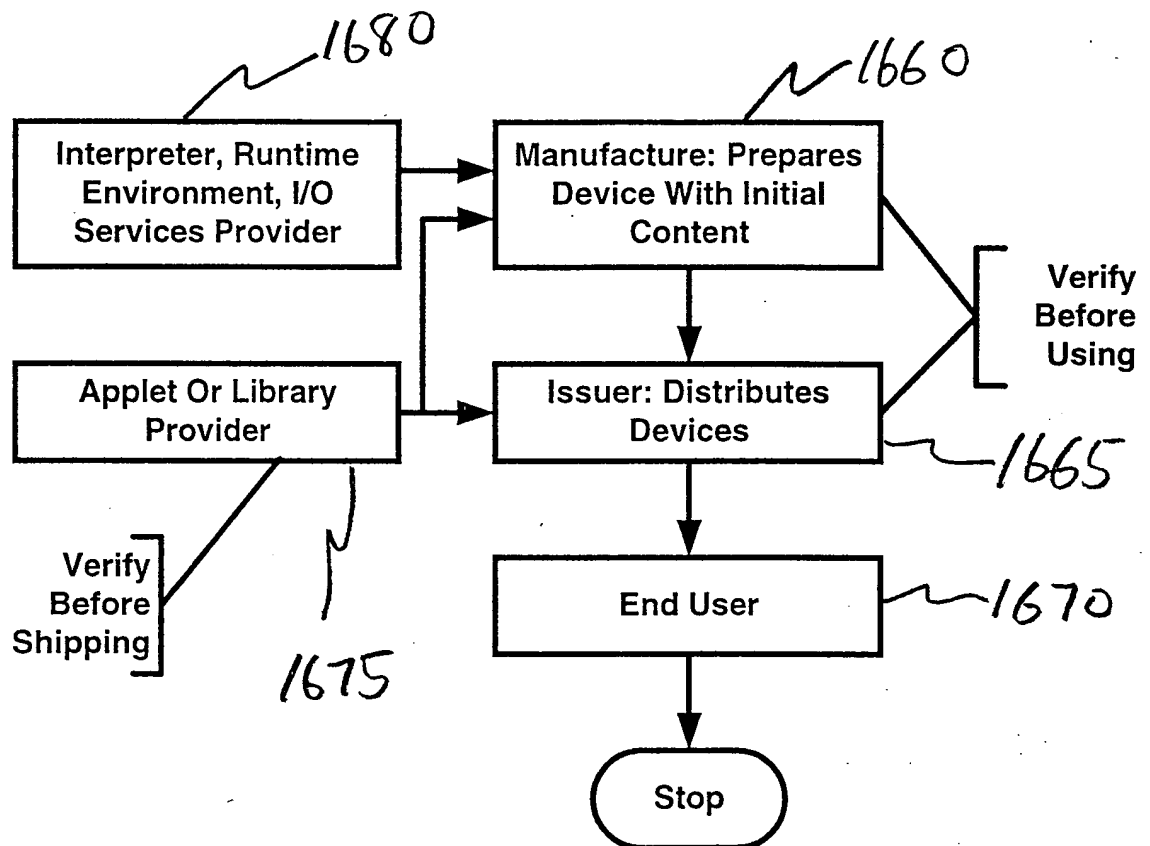 1680
1660
Interpreter, Runtime
Environment, I/O
Services Provider
Manufacture: Prepares
Device With Initial
Content
Verify
Before
Using
Applet Or Library
Provider
Issuer: Distributes
Devices
1665
Verify
Before
Shipping
1675
End User
1670
Stop